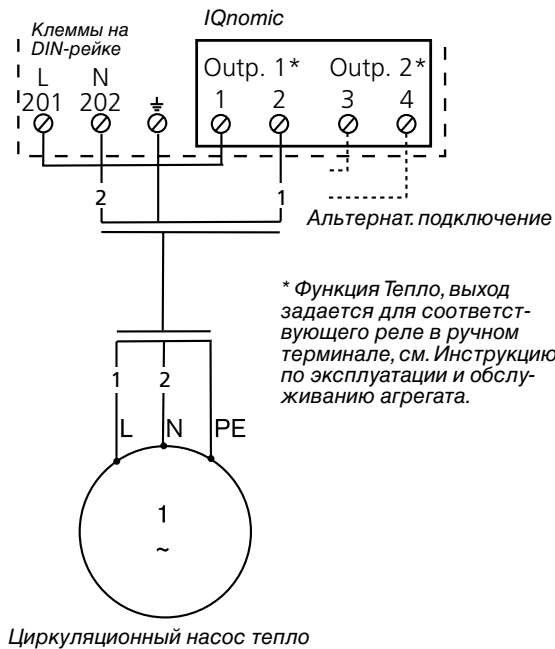 Клеммы на
DIN-рейке
IQnomic
L N
201 202
Outp. 1* Outp. 2*
1 2 3 4
2 1
Альтернат. подключение
* Функция Тепло, выход
задается для соответст-
вующего реле в ручном
терминале, см. Инструкцию
по эксплуатации и обслу-
живанию агрегата.
1 2
L N PE
1
~
Циркуляционный насос тепло